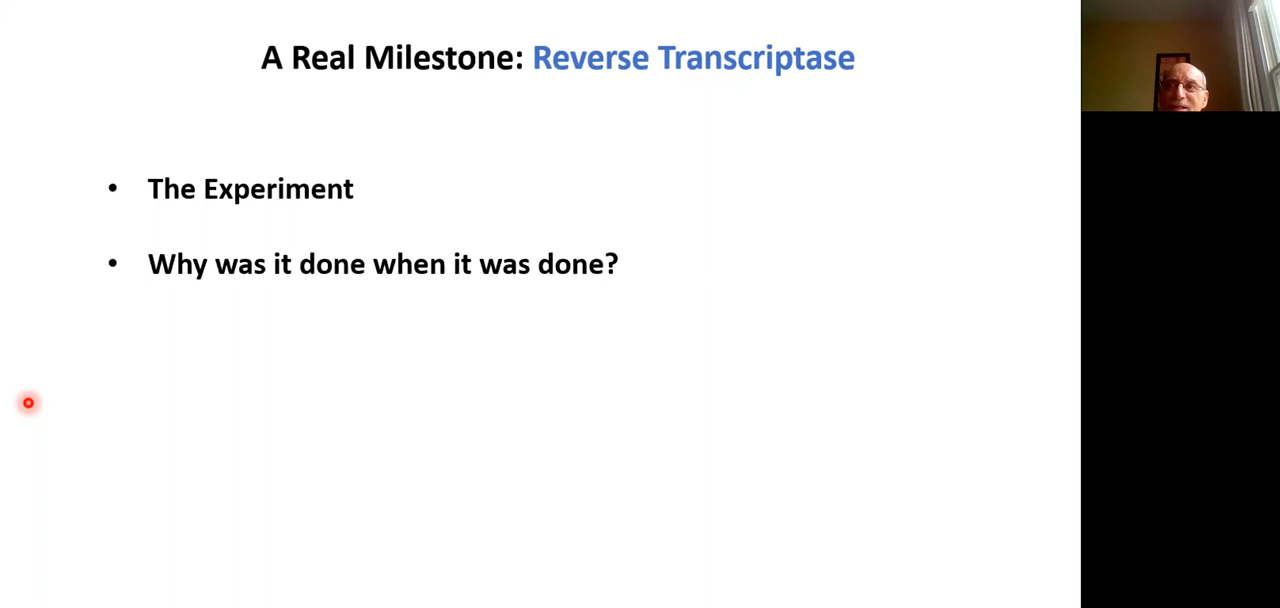 A Real Milestone: Reverse Transcriptase
• The Experiment
• Why was it done when it was done?